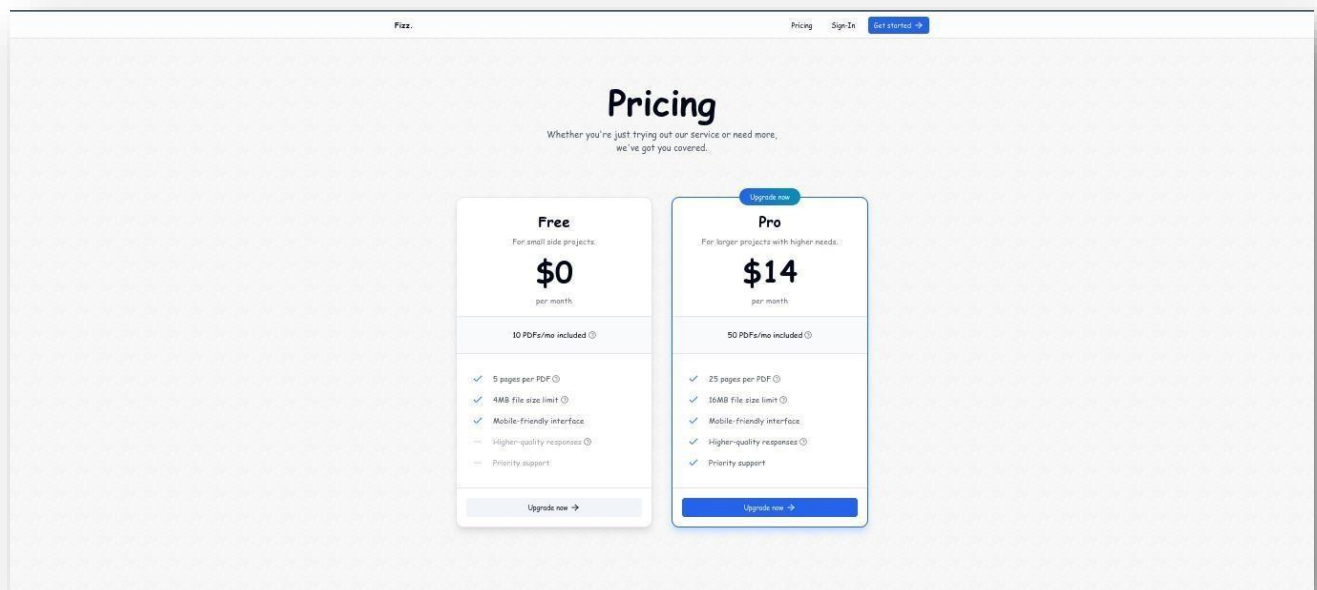 Fizz.
Pricing
Sign-In
Get started →
Pricing
Whether you're just trying out our service or need more,
we've got you covered.
Free
For small side projects.
$0
per month
10 PDFs/mo included
5 pages per PDF
4MB file size limit
Mobile-friendly interface
Higher-quality responses
Priority support
Upgrade now →
Upgrade now
Pro
For larger projects with higher needs.
$14
per month
50 PDFs/mo included
25 pages per PDF
16MB file size limit
Mobile-friendly interface
Higher-quality responses
Priority support
Upgrade now →